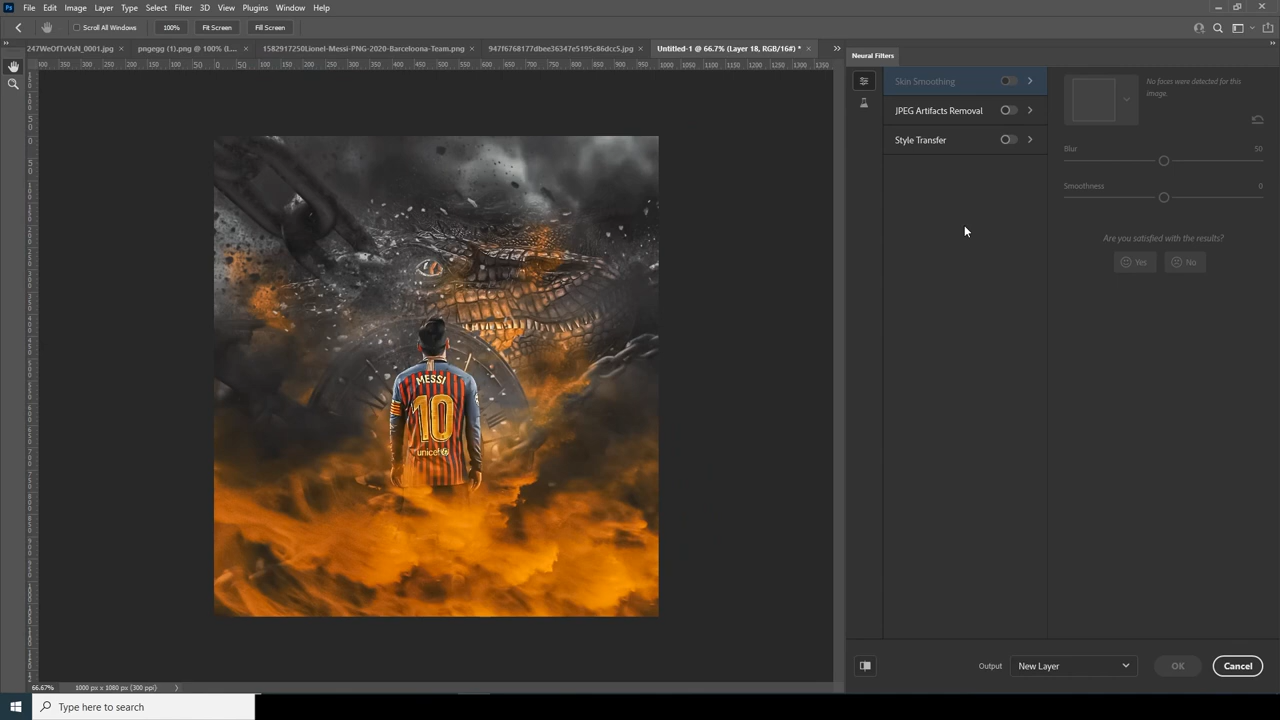 Ps File Edit Image Layer Type Select Filter 3D View Plugins Window Help
Scroll All Windows 100% Fit Screen Fill Screen
247WeOfTvVsN_0001.jpg × pngegg (1).png @ 100% (L... × 1582917250Lionel-Messi-PNG-2020-Barceloona-Team.png × 947f6768177dbee36347e5195c86dcc5.jpg × Untitled-1 @ 66.7% (Layer 18, RGB/16#) * ×
Neural Filters
Skin Smoothing
JPEG Artifacts Removal
Style Transfer
No faces were detected for this
image.
Blur 50
Smoothness 0
Are you satisfied with the results?
Yes No
MESSI
10
unicef
Output New Layer OK Cancel
66.67% 1000 px x 1080 px (300 ppi)
Type here to search